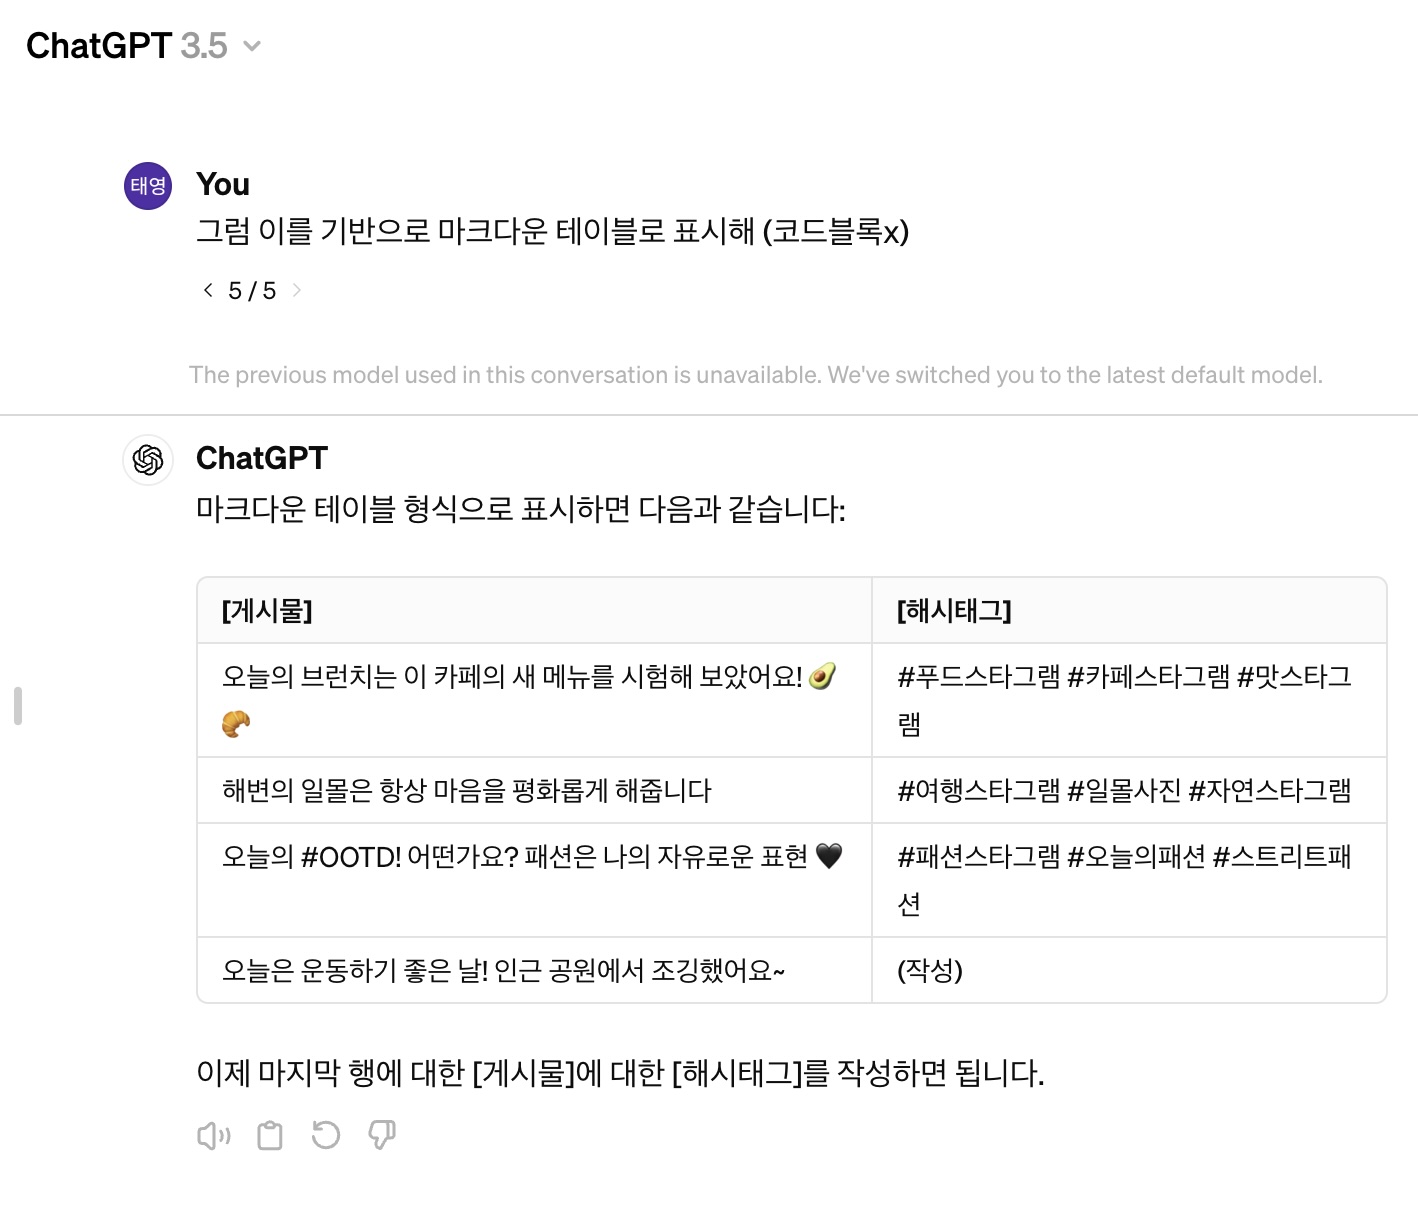 ChatGPT 3.5
태영
You
그럼 이를 기반으로 마크다운 테이블로 표시해 (코드블록x)
5 / 5
The previous model used in this conversation is unavailable. We've switched you to the latest default model.
ChatGPT
마크다운 테이블 형식으로 표시하면 다음과 같습니다:
[게시물] [해시태그]
오늘의 브런치는 이 카페의 새 메뉴를 시험해 보았어요! 🥑 #푸드스타그램 #카페스타그램 #맛스타그
🥐 램
해변의 일몰은 항상 마음을 평화롭게 해줍니다 #여행스타그램 #일몰사진 #자연스타그램
오늘의 #OOTD! 어떤가요? 패션은 나의 자유로운 표현 🖤 #패션스타그램 #오늘의패션 #스트리트패
션
오늘은 운동하기 좋은 날! 인근 공원에서 조깅했어요~ (작성)
이제 마지막 행에 대한 [게시물]에 대한 [해시태그]를 작성하면 됩니다.